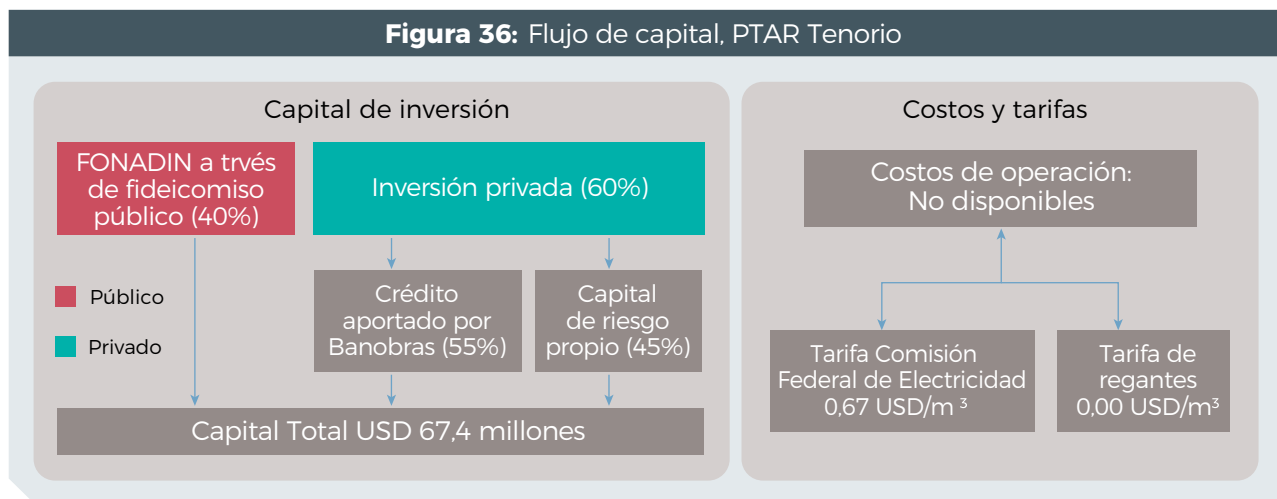 Figura 36: Flujo de capital, PTAR Tenorio
Capital de inversión
FONADIN a trvés
de fideicomiso
público (40%)
Inversión privada (60%)
Público
Privado
Crédito
aportado por
Banobras (55%)
Capital
de riesgo
propio (45%)
Capital Total USD 67,4 millones
Costos y tarifas
Costos de operación:
No disponibles
Tarifa Comisión
Federal de Electricidad
0,67 USD/m ³
Tarifa de
regantes
0,00 USD/m³